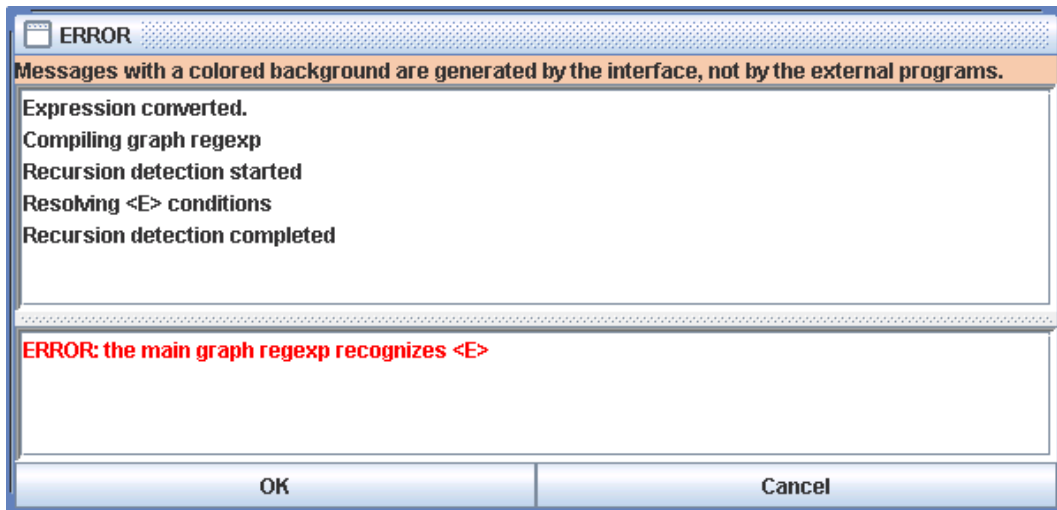 ERROR
Messages with a colored background are generated by the interface, not by the external programs.
Expression converted.
Compiling graph regexp
Recursion detection started
Resolving <E> conditions
Recursion detection completed
ERROR: the main graph regexp recognizes <E>
OK Cancel